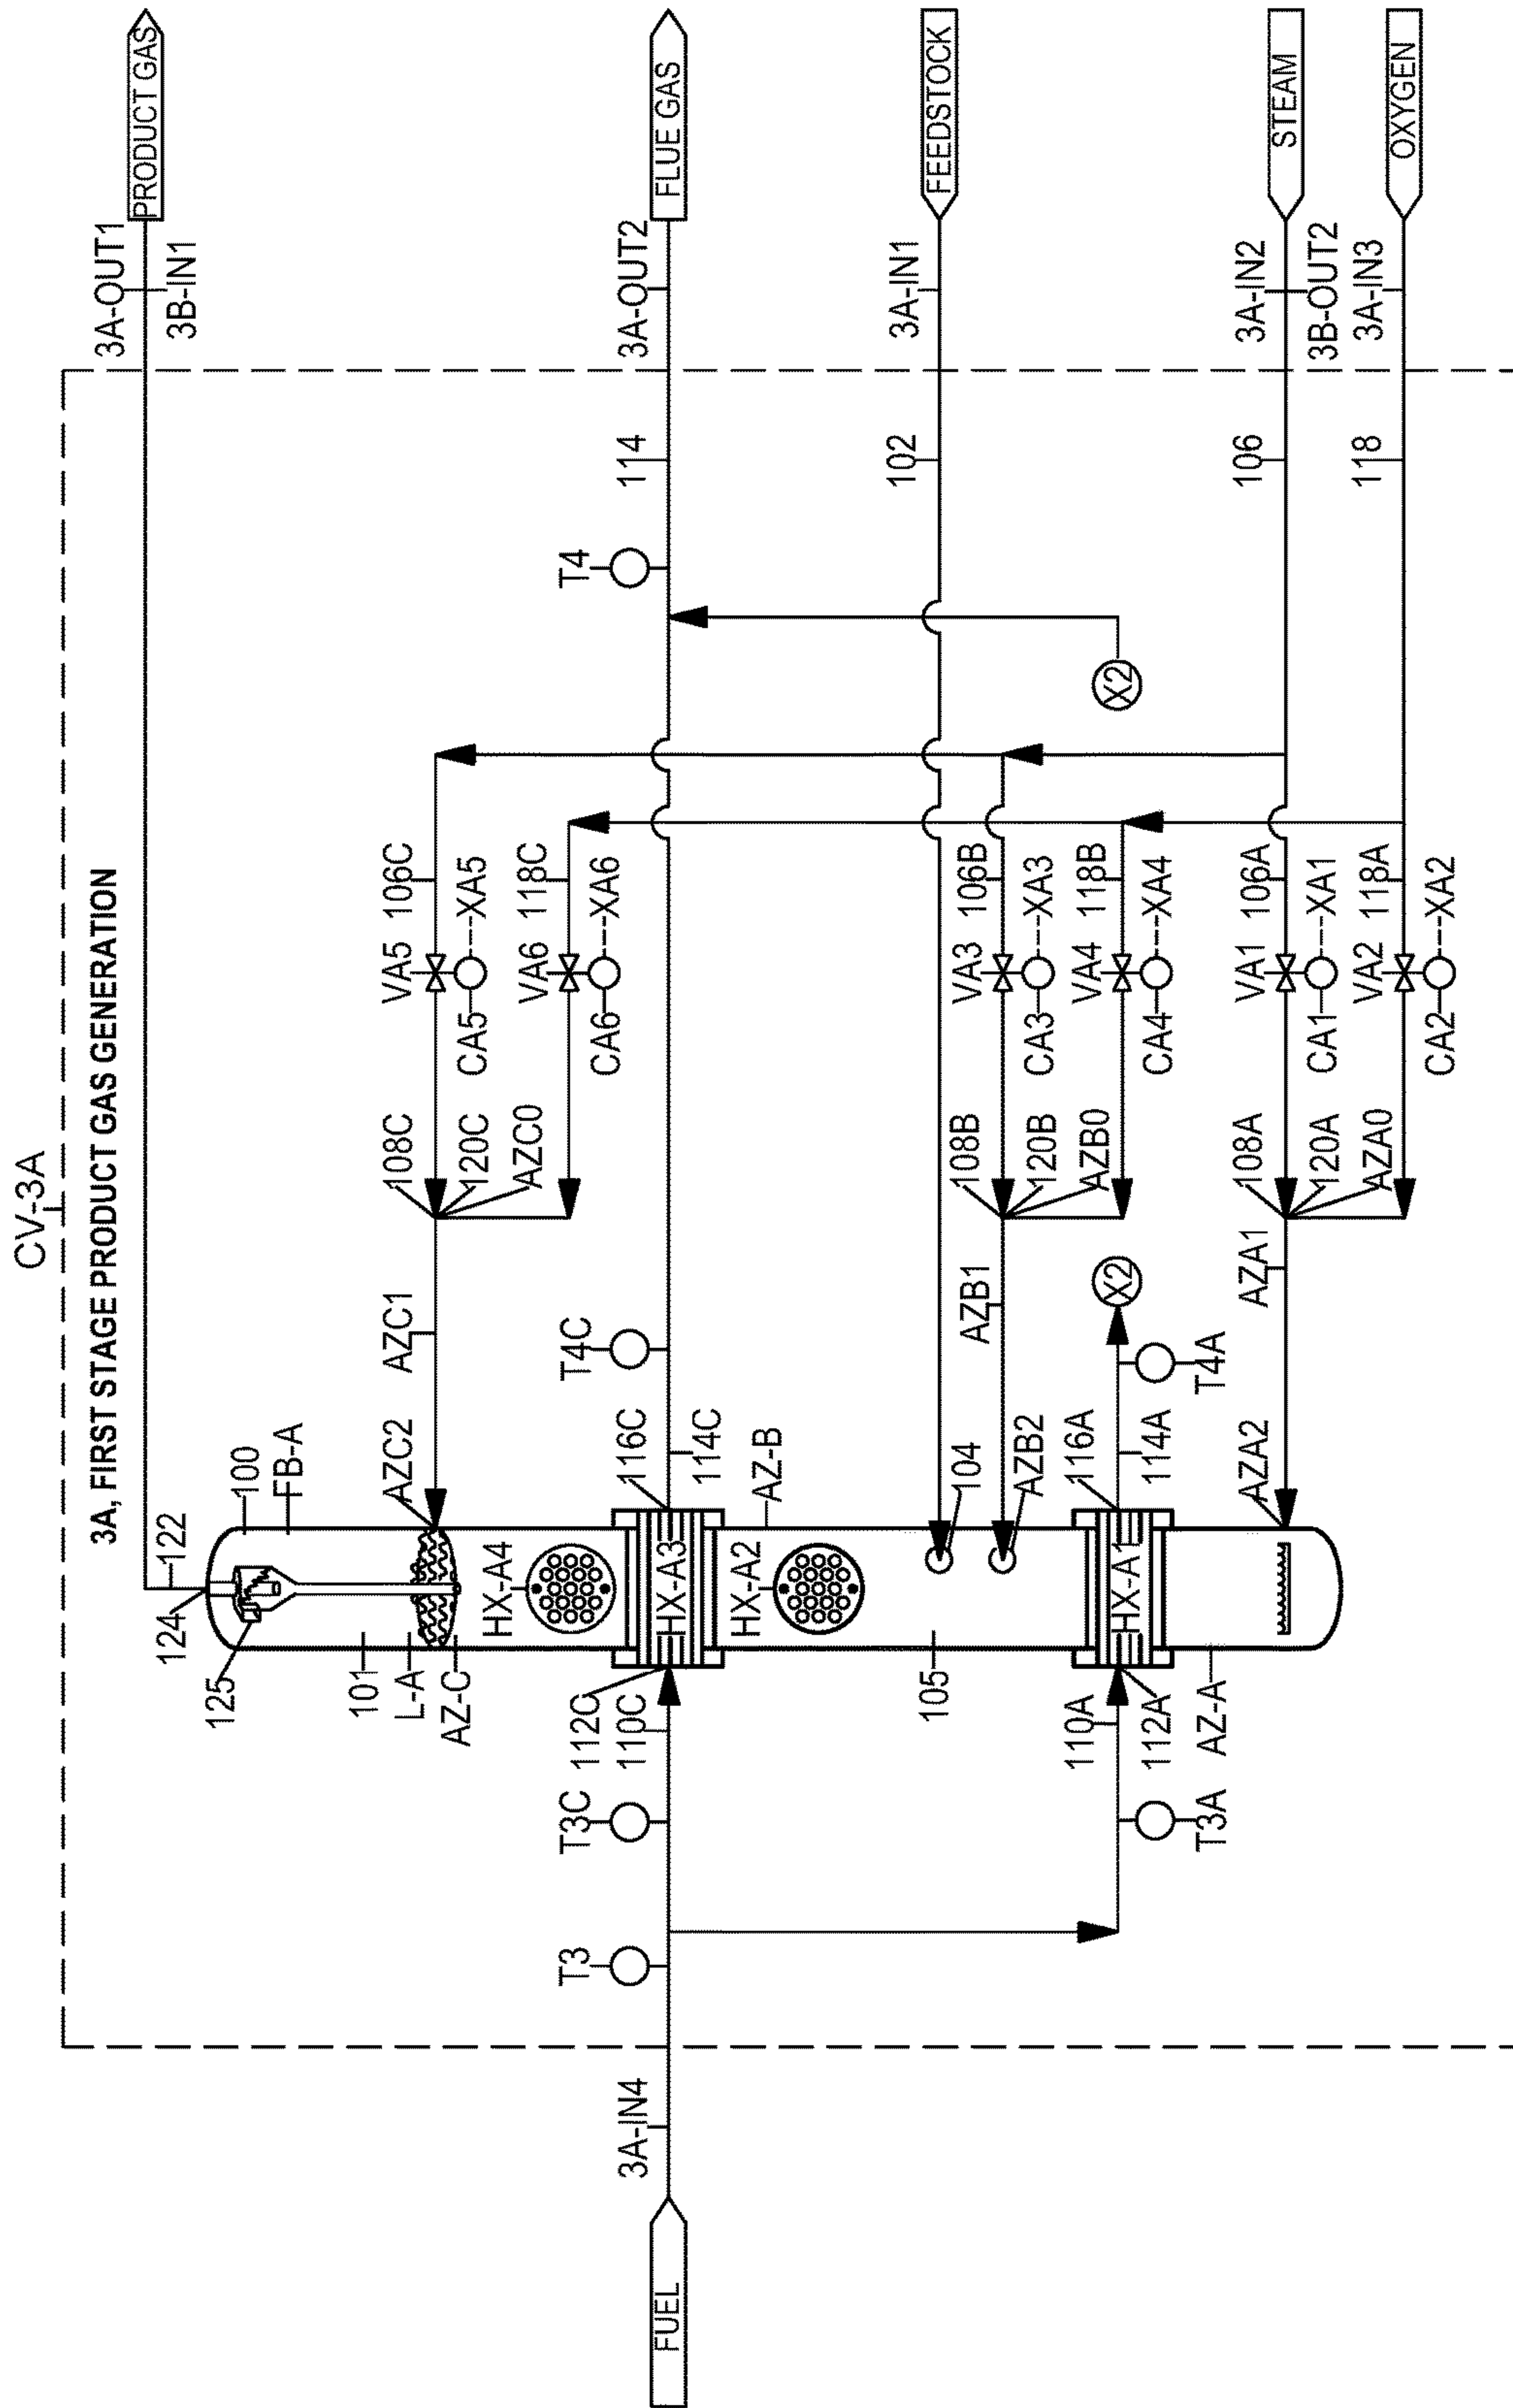 CV-3A
3A, FIRST STAGE PRODUCT GAS GENERATION
3A-OUT1
PRODUCT GAS
3B-IN1
124
122
125
100
FB-A
101
L-A
AZ-C
AZC2
AZC1
108C
120C
AZC0
VA5
106C
CA5
XA5
VA6
118C
CA6
XA6
HX-A4
FUEL
3A-IN4
T3
T3C
112C
110C
HX-A3
116C
114C
T4C
T4
114
3A-OUT2
FLUE GAS
HX-A2
AZ-B
105
104
102
3A-IN1
FEEDSTOCK
AZB2
AZB1
108B
120B
AZB0
VA3
106B
CA3
XA3
VA4
118B
CA4
XA4
X2
110A
112A
T3A
HX-A1
116A
114A
T4A
X2
AZ-A
AZA2
AZA1
108A
120A
AZA0
VA1
106A
CA1
XA1
VA2
118A
CA2
XA2
106
3A-IN2
3B-OUT2
STEAM
118
3A-IN3
OXYGEN